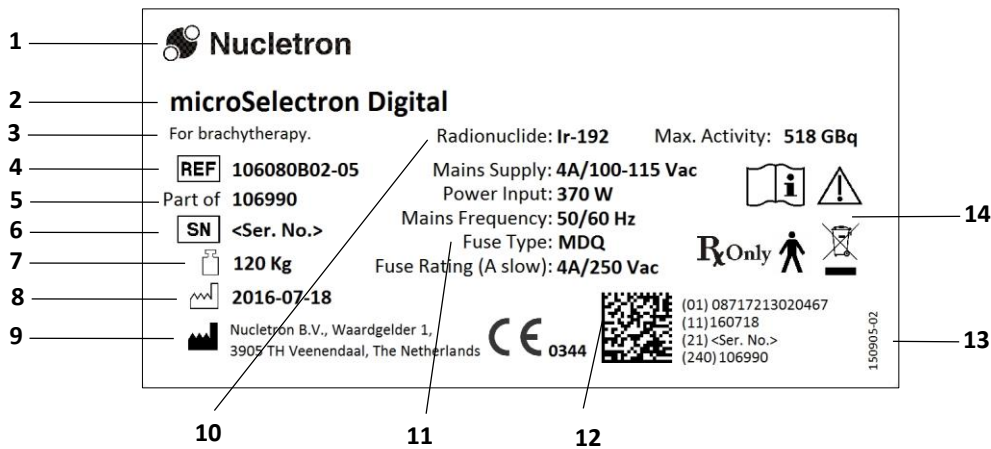 1 Nucletron
2 microSelectron Digital
3 For brachytherapy.
Radionuclide: Ir-192 Max. Activity: 518 GBq
4 REF 106080B02-05
Mains Supply: 4A/100-115 Vac
5 Part of 106990
Power Input: 370 W
6 SN <Ser. No.>
Mains Frequency: 50/60 Hz
Fuse Type: MDQ
7 120 Kg
Fuse Rating (A slow): 4A/250 Vac
Rx Only
14
8 2016-07-18
9 Nucletron B.V., Waardgelder 1,
3905 TH Veenendaal, The Netherlands
CE 0344
(01) 08717213020467
(11) 160718
(21) <Ser. No.>
(240) 106990
150905-02
13
10 11 12